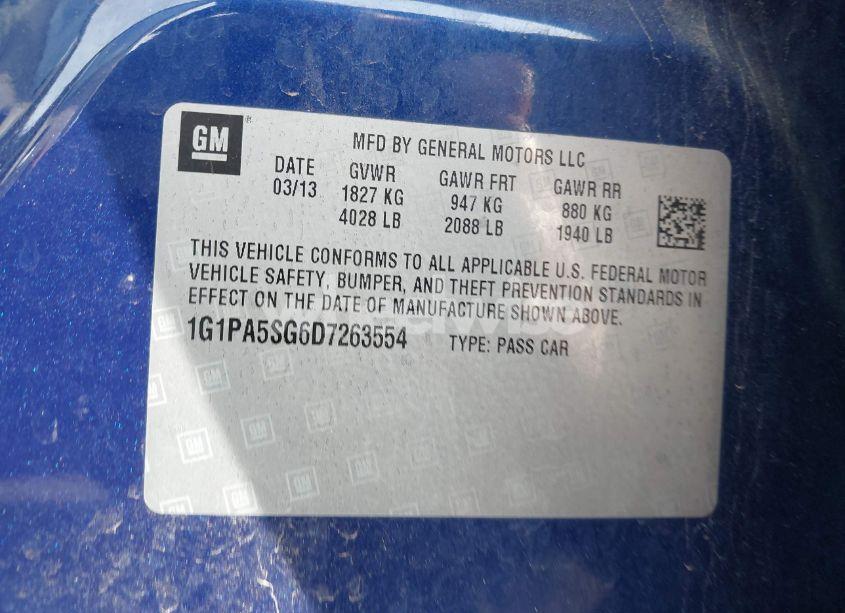 GM
MFD BY GENERAL MOTORS LLC
DATE GVWR GAWR FRT GAWR RR
03/13 1827 KG 947 KG 880 KG
4028 LB 2088 LB 1940 LB
THIS VEHICLE CONFORMS TO ALL APPLICABLE U.S. FEDERAL MOTOR
VEHICLE SAFETY, BUMPER, AND THEFT PREVENTION STANDARDS IN
EFFECT ON THE DATE OF MANUFACTURE SHOWN ABOVE.
1G1PA5SG6D7263554 TYPE: PASS CAR